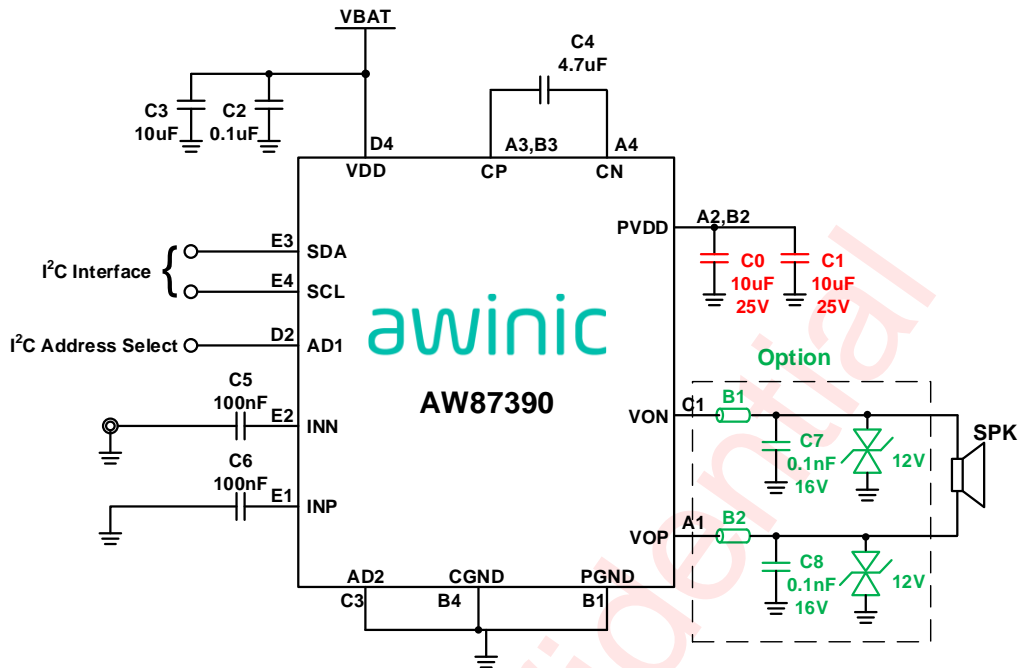 VBAT
C4
4.7uF
C3
10uF
C2
0.1uF
D4
A3,B3
A4
VDD
CP
CN
PVDD
A2,B2
C0
10uF
25V
C1
10uF
25V
I²C Interface
{
E3
SDA
E4
SCL
I²C Address Select
D2
AD1
awinic
AW87390
Option
C5
100nF
E2
INN
C6
100nF
E1
INP
VON
C1
B1
C7
0.1nF
16V
12V
SPK
VOP
A1
B2
C8
0.1nF
16V
12V
AD2
CGND
PGND
C3
B4
B1
fidential